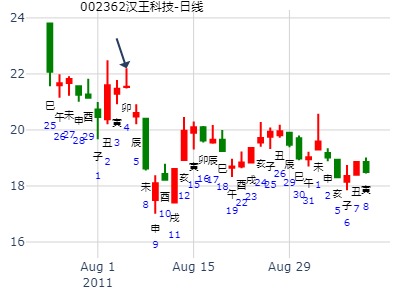 002362汉王科技-日线
22
20
18
16
巳 午 未 申 酉 子 丑 寅 卯 辰 未 申 酉 戌 亥 寅 卯 辰 巳 午 酉 戌 亥 子 丑 辰 巳 午 未 申 亥 子 丑 寅
25 26 27 28 29 1 2 3 4 5 8 9 10 11 12 15 16 17 18 19 22 23 24 25 26 29 30 31 1 2 5 6 7 8
Aug 1 Aug 15 Aug 29
2011